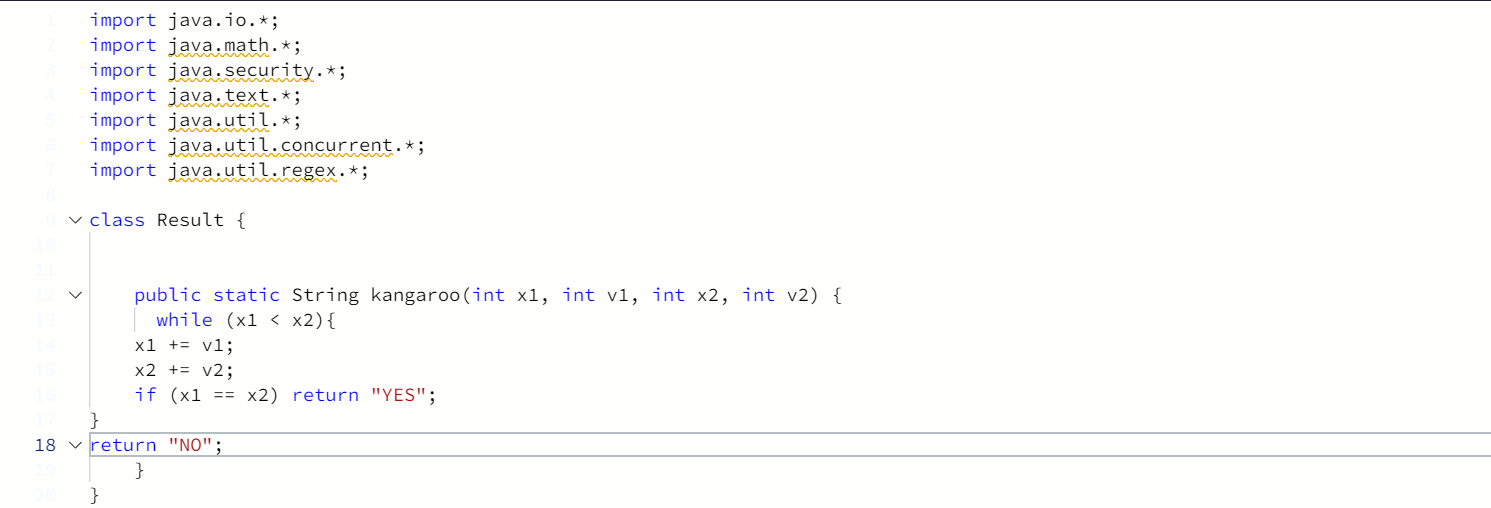 1 import java.io.*;
2 import java.math.*;
3 import java.security.*;
4 import java.text.*;
5 import java.util.*;
6 import java.util.concurrent.*;
7 import java.util.regex.*;
8
9 class Result {
10
11
12 public static String kangaroo(int x1, int v1, int x2, int v2) {
13 while (x1 < x2){
14 x1 += v1;
15 x2 += v2;
16 if (x1 == x2) return "YES";
17 }
18 return "NO";
19 }
20 }